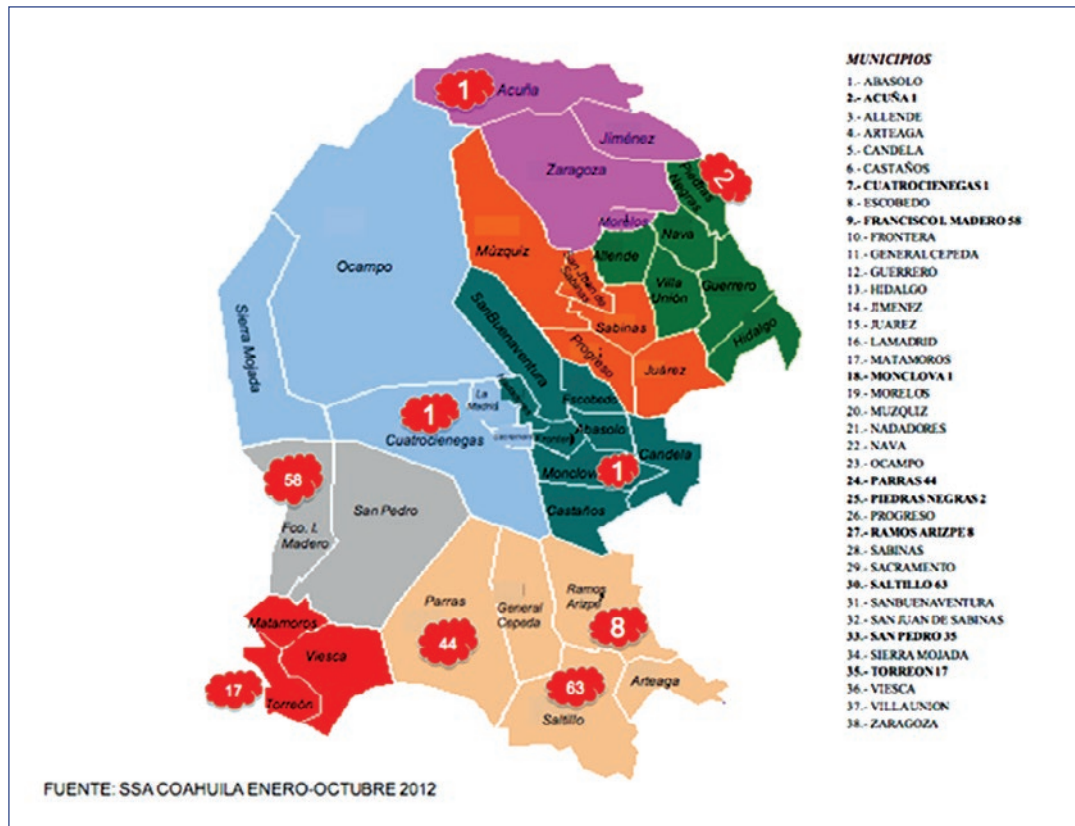 1
Acuña
Jiménez
Zaragoza
2
Piedras
Negras
Morelos
Nava
Allende
Múzquiz
San Juan de
Sabinas
Villa
Unión
Guerrero
Hidalgo
Ocampo
Sierra Mojada
SanBuenaventura
Sabinas
Progreso
Juárez
La
Madrid
Escobedo
1
Cuatrocienegas
Abasolo
Candela
Monclov
1
Castaños
58
Fco. I.
Madero
San Pedro
Parras
44
General
Cepeda
Ramos
Arizpe
8
Matamoros
Viesca
17
Torreón
63
Saltillo
Arteaga
MUNICIPIOS
1.- ABASOLO
2.- ACUÑA 1
3.- ALLENDE
4.- ARTEAGA
5.- CANDELA
6.- CASTAÑOS
7.- CUATROCIENEGAS 1
8.- ESCOBEDO
9.- FRANCISCO I. MADERO 58
10.- FRONTERA
11.- GENERAL CEPEDA
12.- GUERRERO
13.- HIDALGO
14.- JIMENEZ
15.- JUAREZ
16.- LAMADRID
17.- MATAMOROS
18.- MONCLOVA 1
19.- MORELOS
20.- MUZQUIZ
21.- NADADORES
22.- NAVA
23.- OCAMPO
24.- PARRAS 44
25.- PIEDRAS NEGRAS 2
26.- PROGRESO
27.- RAMOS ARIZPE 8
28.- SABINAS
29.- SACRAMENTO
30.- SALTILLO 63
31.- SANBUENAVENTURA
32.- SAN JUAN DE SABINAS
33.- SAN PEDRO 35
34.- SIERRA MOJADA
35.- TORREON 17
36.- VIESCA
37.- VILLA UNION
38.- ZARAGOZA
FUENTE: SSA COAHUILA ENERO-OCTUBRE 2012